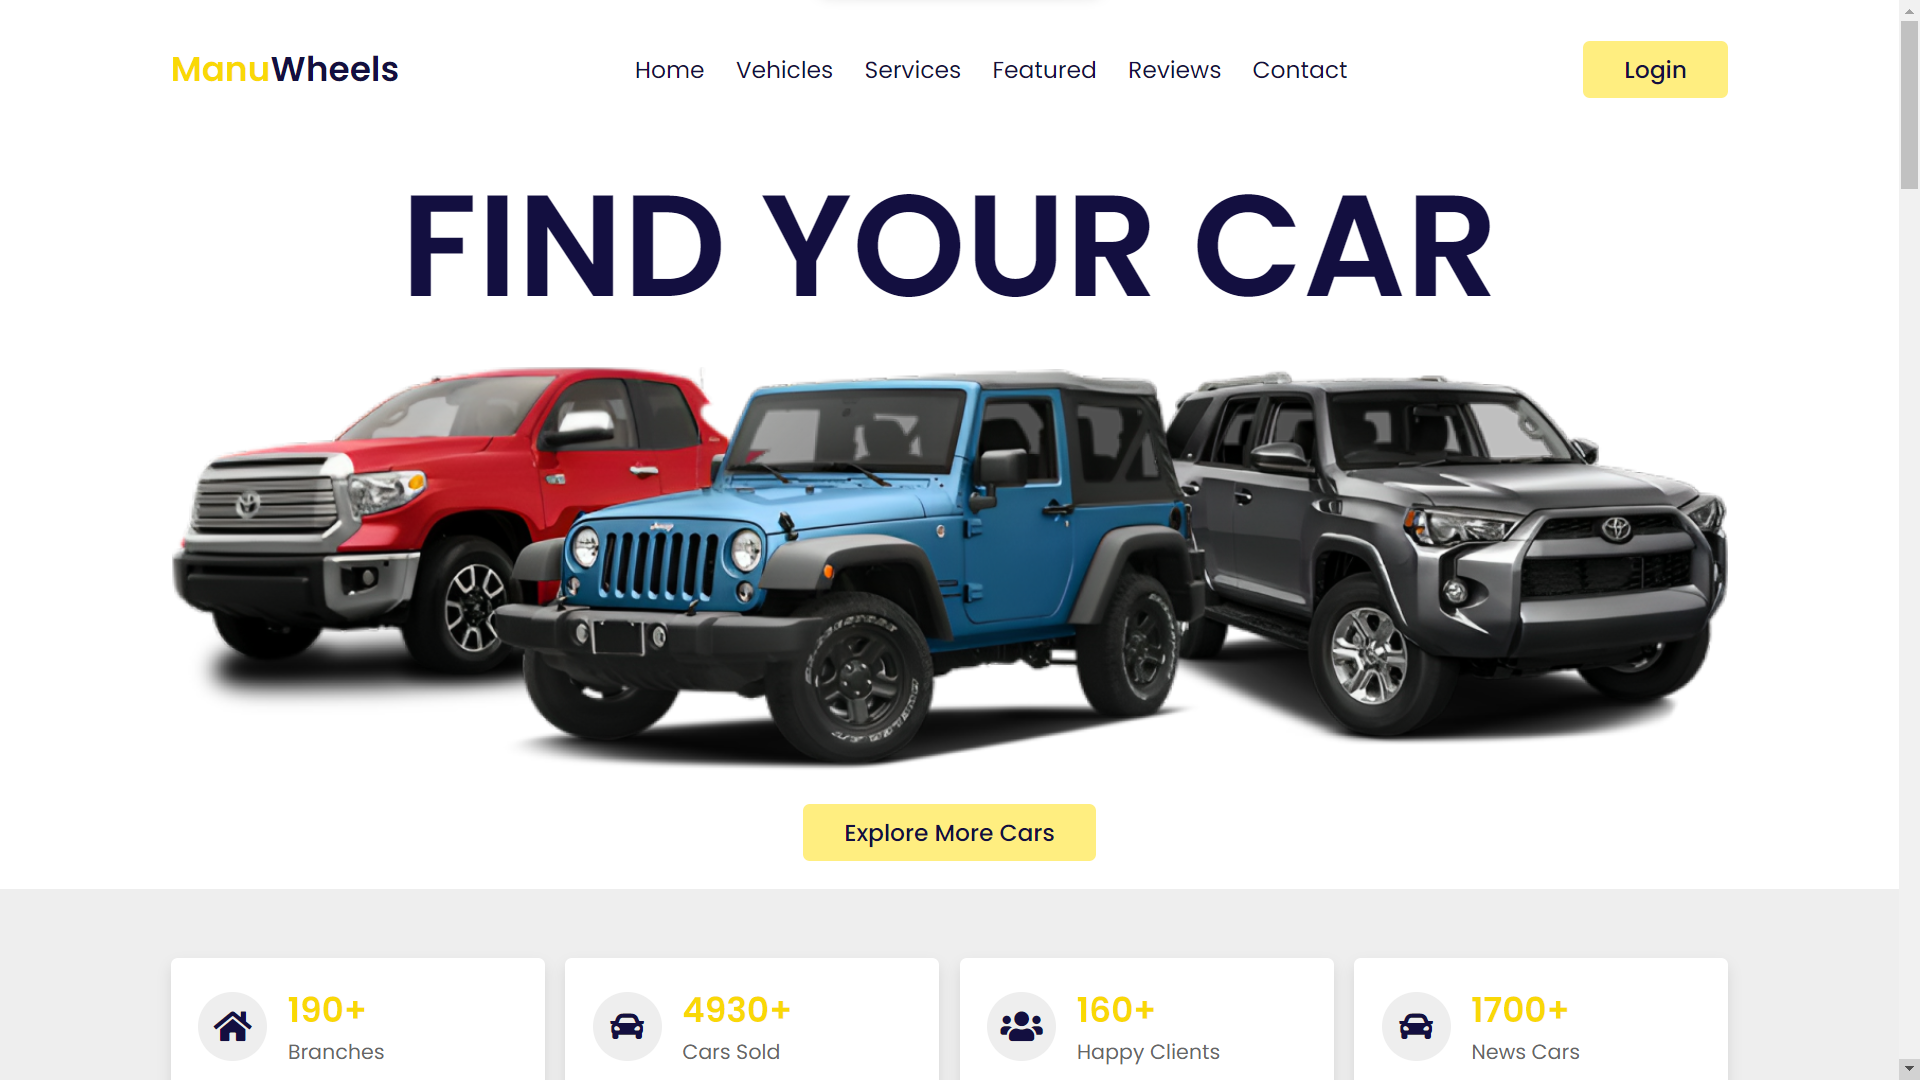 ManuWheels
Home Vehicles Services Featured Reviews Contact
Login
FIND YOUR CAR
Jeep
Explore More Cars
190+
Branches
4930+
Cars Sold
160+
Happy Clients
1700+
News Cars